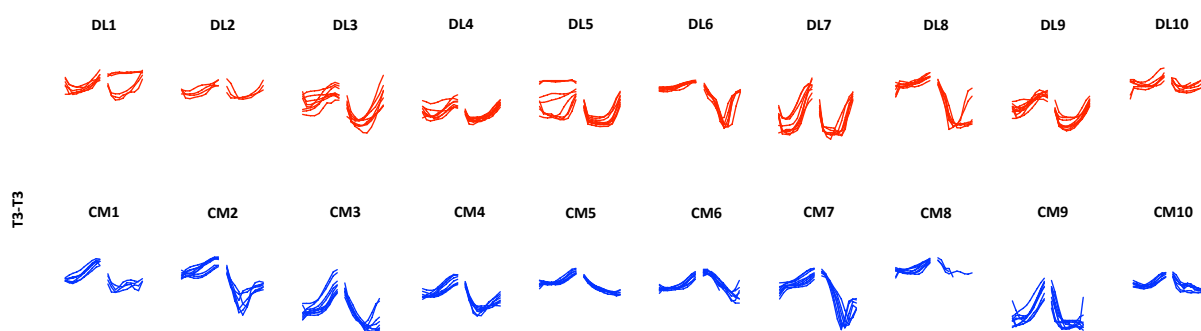 DL1 DL2 DL3 DL4 DL5 DL6 DL7 DL8 DL9 DL10
T3-T3
CM1 CM2 CM3 CM4 CM5 CM6 CM7 CM8 CM9 CM10